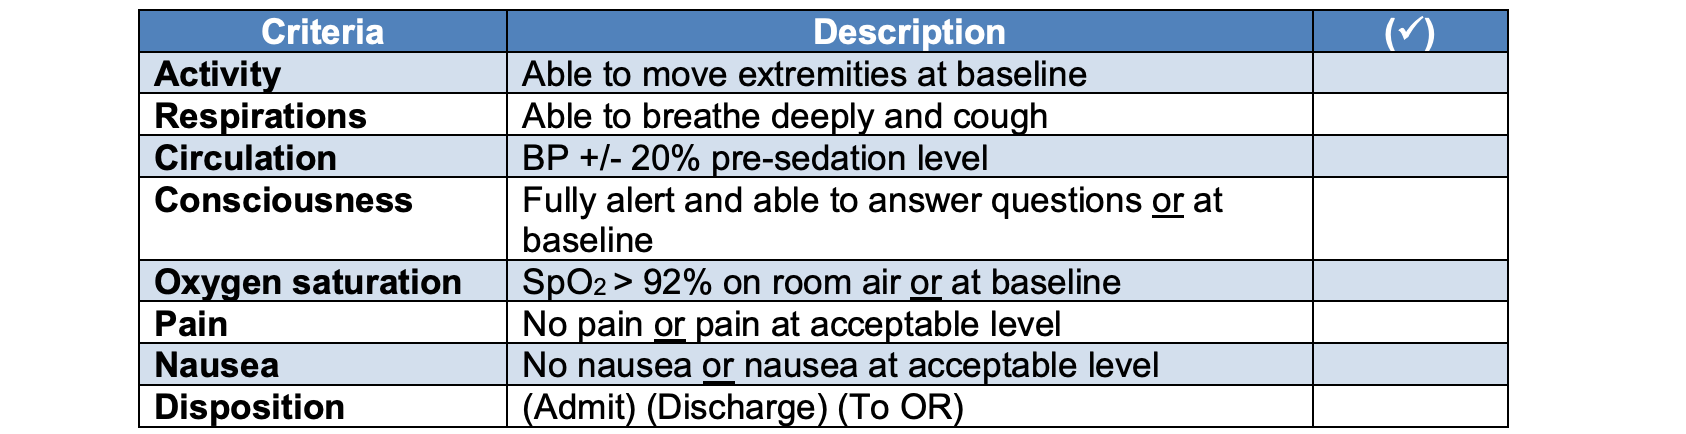 Criteria Description (✓)
Activity Able to move extremities at baseline
Respirations Able to breathe deeply and cough
Circulation BP +/- 20% pre-sedation level
Consciousness Fully alert and able to answer questions or at
baseline
Oxygen saturation SpO2 > 92% on room air or at baseline
Pain No pain or pain at acceptable level
Nausea No nausea or nausea at acceptable level
Disposition (Admit) (Discharge) (To OR)